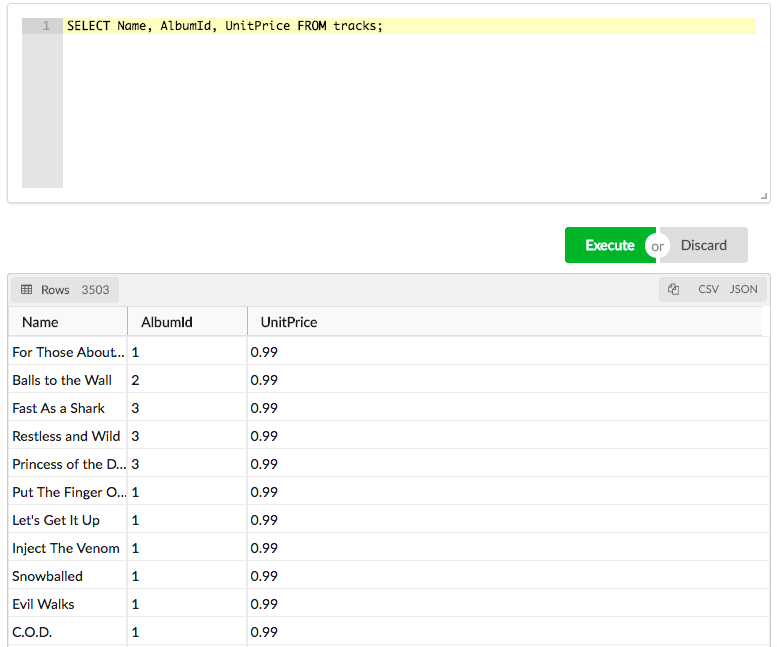 1 SELECT Name, AlbumId, UnitPrice FROM tracks;
Execute or Discard
Rows 3503 CSV JSON
Name AlbumId UnitPrice
For Those About... 1 0.99
Balls to the Wall 2 0.99
Fast As a Shark 3 0.99
Restless and Wild 3 0.99
Princess of the D... 3 0.99
Put The Finger O... 1 0.99
Let's Get It Up 1 0.99
Inject The Venom 1 0.99
Snowballed 1 0.99
Evil Walks 1 0.99
C.O.D. 1 0.99